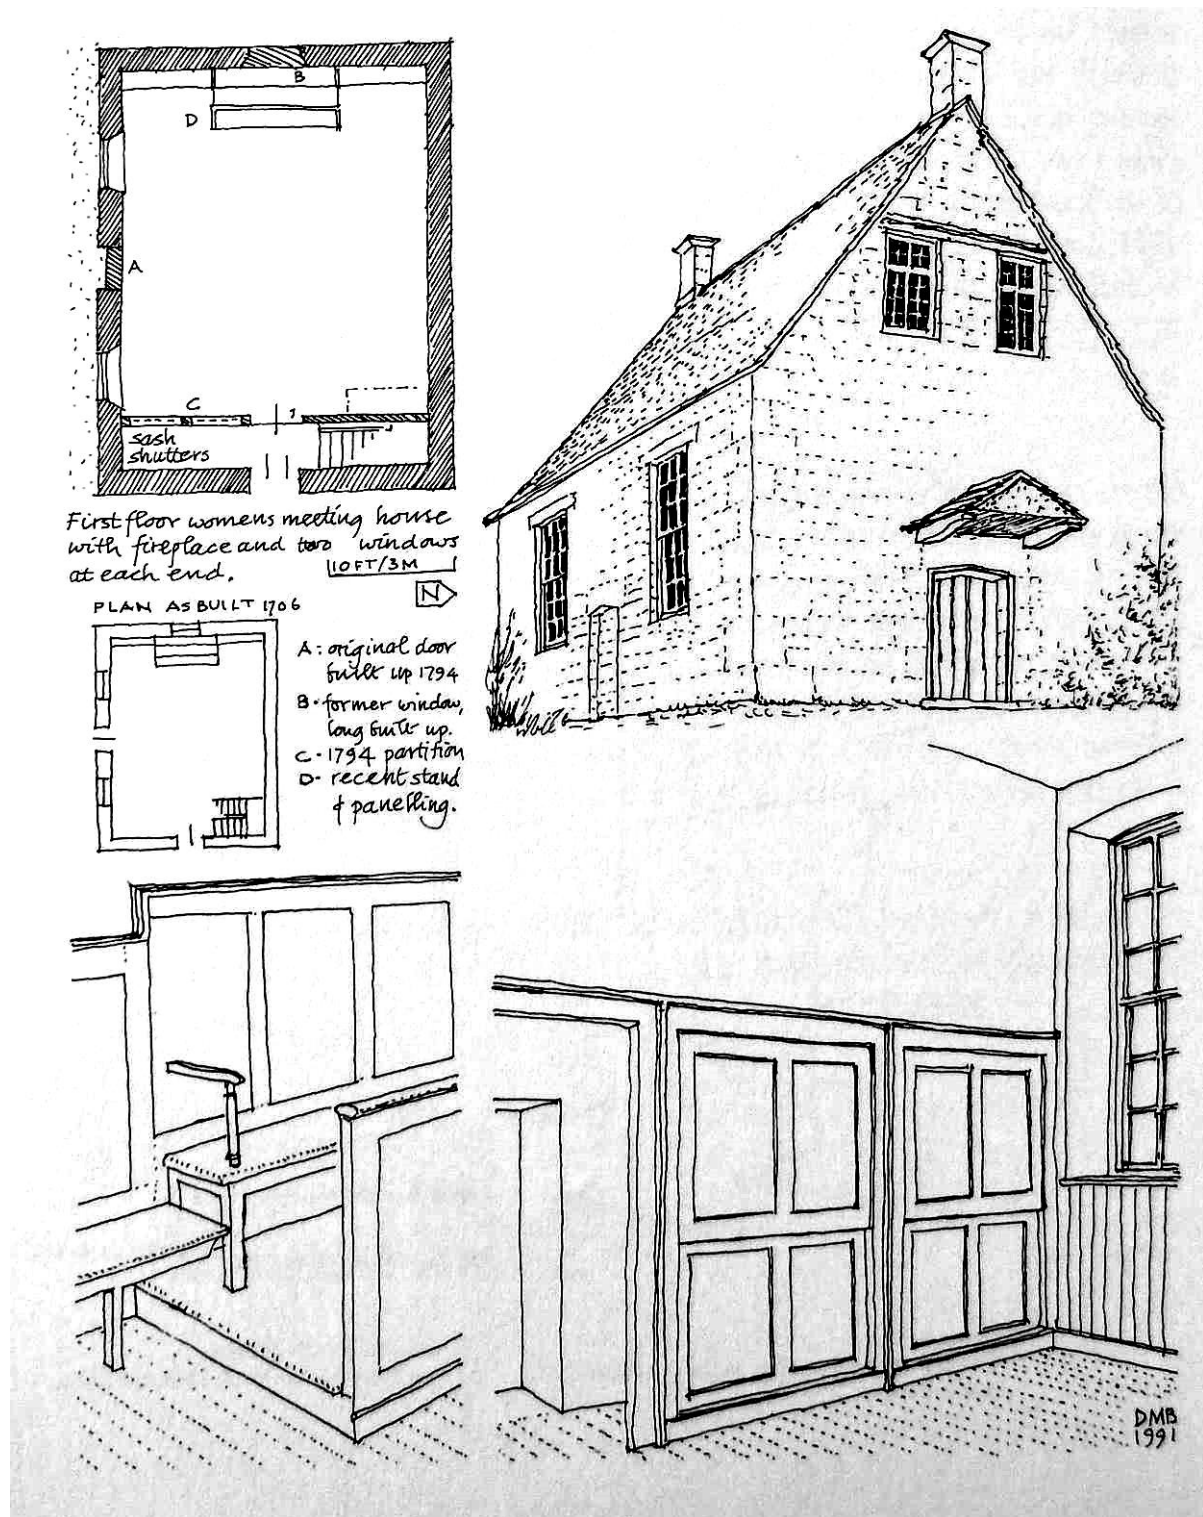 B
D
A
C
sash
shutters
First floor womens meeting house
with fireplace and two windows
at each end.
10FT/3M
N
PLAN AS BUILT 1706
A: original door
built up 1794
B - former window,
long built up.
C - 1794 partition
D - recent stand
& panelling.
DMB
1991